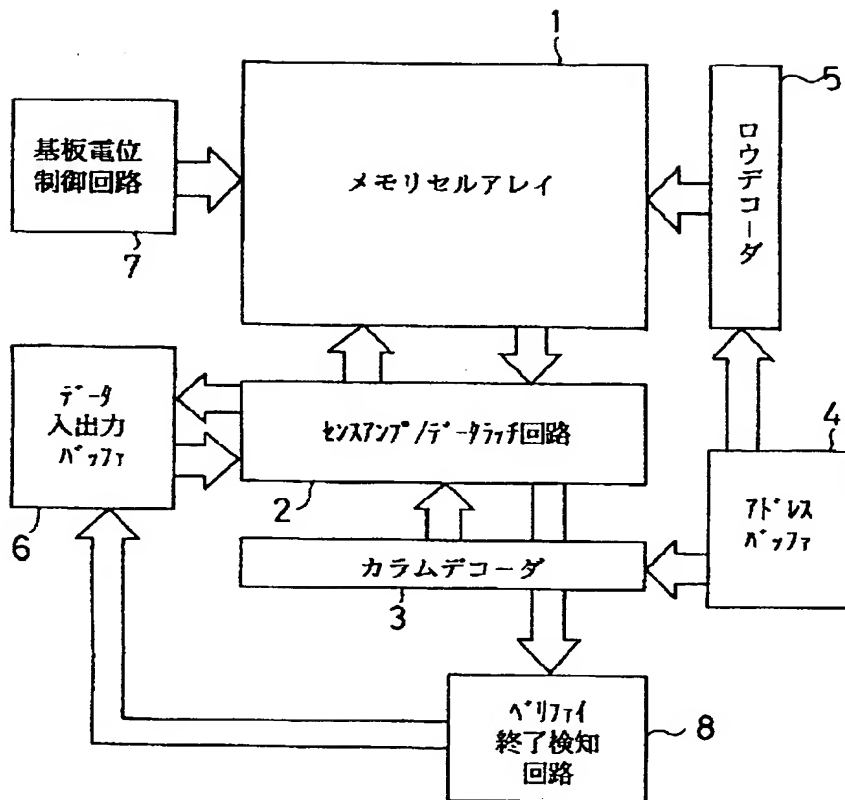 1
5
基板電位
制御回路
7
メモリセルアレイ
ロウデコーダ
データ
入出力
バッファ
6
センスアンプ/データラッチ回路
2
4
アドレス
バッファ
カラムデコーダ
3
ベリファイ
終了検知
回路
8